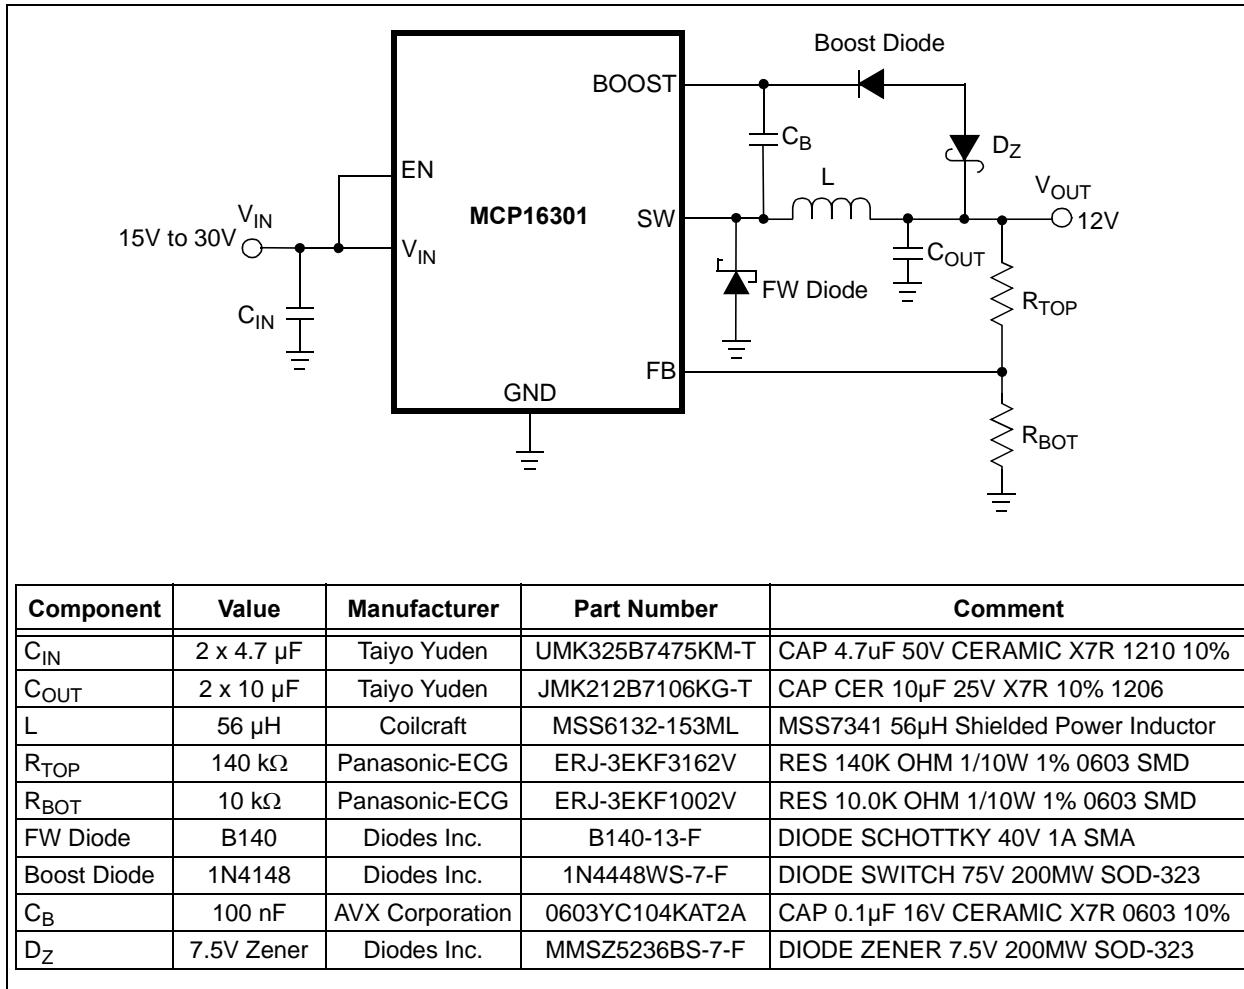 Boost Diode
BOOST
C_B
D_Z
EN
L
V_OUT
MCP16301
SW
V_IN
15V to 30V
12V
V_IN
C_OUT
FW Diode
R_TOP
C_IN
FB
GND
R_BOT
Component Value Manufacturer Part Number Comment
C_IN 2 x 4.7 µF Taiyo Yuden UMK325B7475KM-T CAP 4.7uF 50V CERAMIC X7R 1210 10%
C_OUT 2 x 10 µF Taiyo Yuden JMK212B7106KG-T CAP CER 10µF 25V X7R 10% 1206
L 56 µH Coilcraft MSS6132-153ML MSS7341 56µH Shielded Power Inductor
R_TOP 140 kΩ Panasonic-ECG ERJ-3EKF3162V RES 140K OHM 1/10W 1% 0603 SMD
R_BOT 10 kΩ Panasonic-ECG ERJ-3EKF1002V RES 10.0K OHM 1/10W 1% 0603 SMD
FW Diode B140 Diodes Inc. B140-13-F DIODE SCHOTTKY 40V 1A SMA
Boost Diode 1N4148 Diodes Inc. 1N4448WS-7-F DIODE SWITCH 75V 200MW SOD-323
C_B 100 nF AVX Corporation 0603YC104KAT2A CAP 0.1µF 16V CERAMIC X7R 0603 10%
D_Z 7.5V Zener Diodes Inc. MMSZ5236BS-7-F DIODE ZENER 7.5V 200MW SOD-323